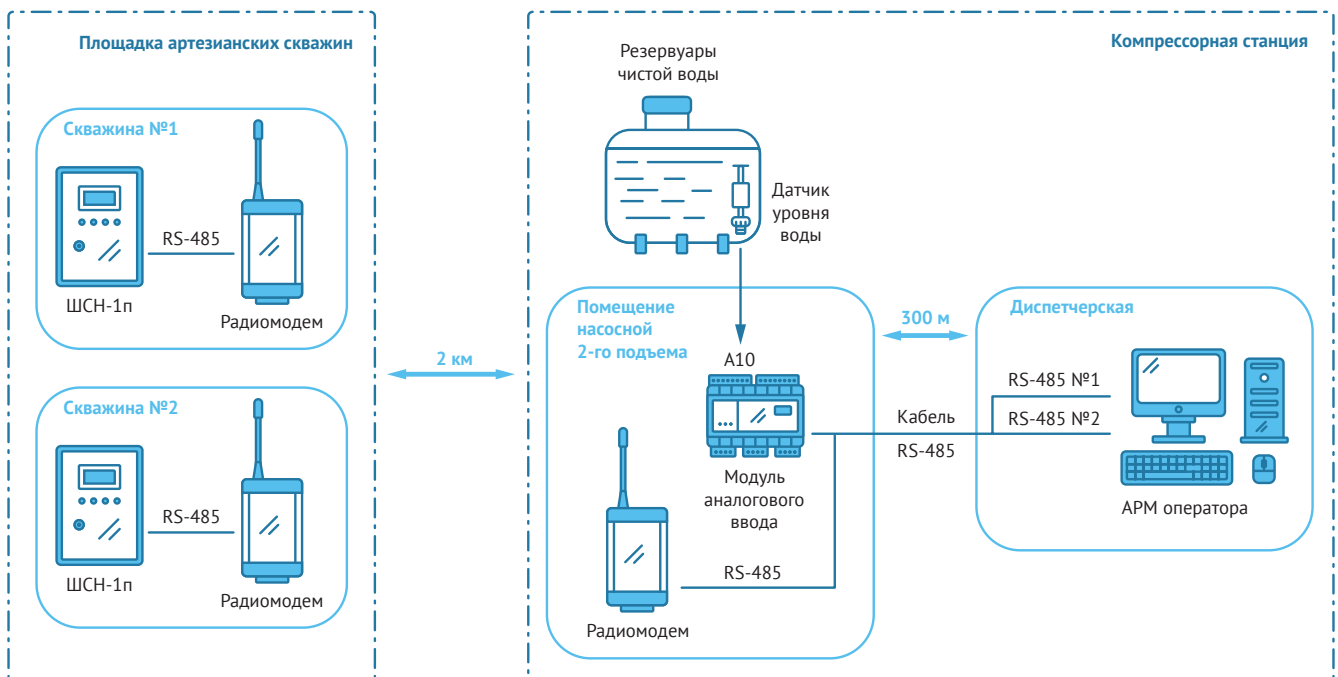 Площадка артезианских скважин
Скважина №1
RS-485
ШСН-1п
Радиомодем
Скважина №2
RS-485
ШСН-1п
Радиомодем
2 км
Компрессорная станция
Резервуары
чистой воды
Датчик
уровня
воды
Помещение
насосной
2-го подъема
А10
Модуль
аналогового
ввода
RS-485
Радиомодем
300 м
Кабель
RS-485
Диспетчерская
RS-485 №1
RS-485 №2
АРМ оператора